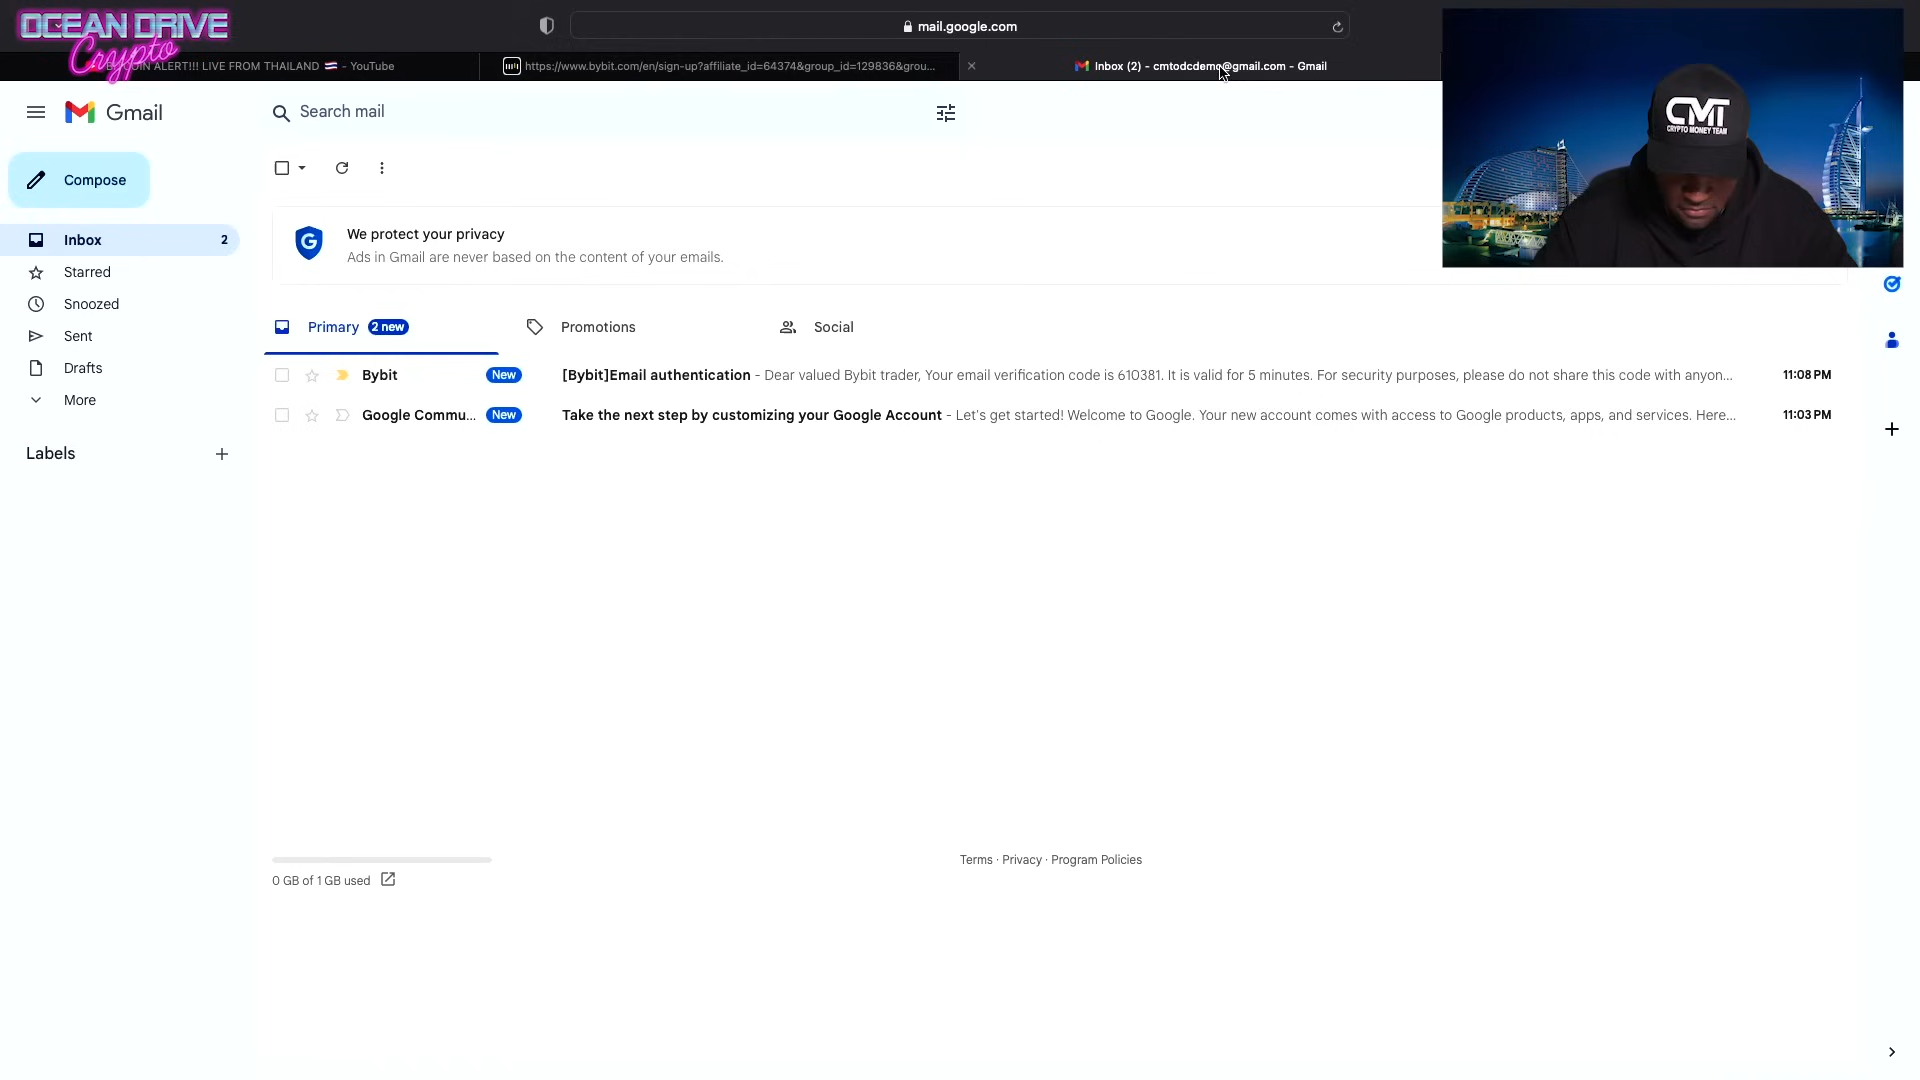 OCEAN DRIVE
Crypto
mail.google.com
COIN ALERT!!! LIVE FROM THAILAND 🇹🇭 - YouTube
https://www.bybit.com/en/sign-up?affiliate_id=64374&group_id=129836&grou...
Inbox (2) - cmtodcdemo@gmail.com - Gmail
Gmail
Search mail
CMT
CRYPTO MONEY TEAM
Compose
Inbox 2
Starred
Snoozed
Sent
Drafts
More
Labels
We protect your privacy
Ads in Gmail are never based on the content of your emails.
Primary 2 new Promotions Social
Bybit New [Bybit]Email authentication - Dear valued Bybit trader, Your email verification code is 610381. It is valid for 5 minutes. For security purposes, please do not share this code with anyon... 11:08 PM
Google Commu... New Take the next step by customizing your Google Account - Let's get started! Welcome to Google. Your new account comes with access to Google products, apps, and services. Here... 11:03 PM
Terms · Privacy · Program Policies
0 GB of 1 GB used